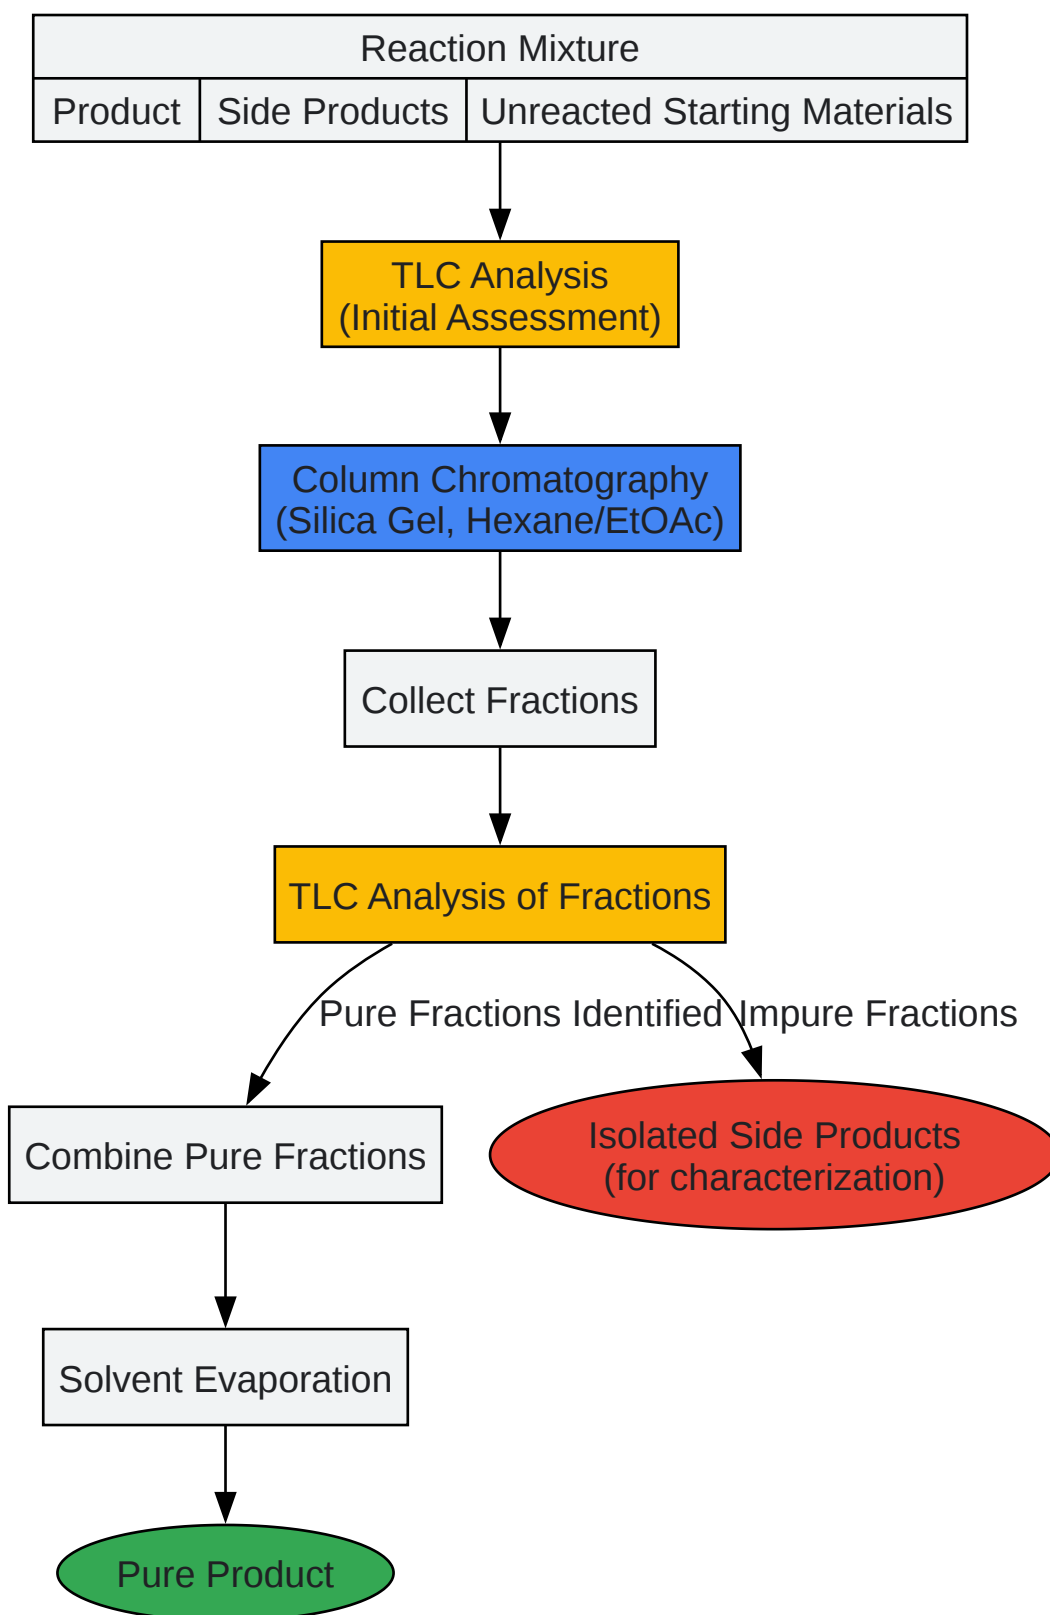 Reaction Mixture
Product
Side Products
Unreacted Starting Materials
TLC Analysis
(Initial Assessment)
Column Chromatography
(Silica Gel, Hexane/EtOAc)
Collect Fractions
TLC Analysis of Fractions
Pure Fractions Identified
Impure Fractions
Combine Pure Fractions
Isolated Side Products
(for characterization)
Solvent Evaporation
Pure Product